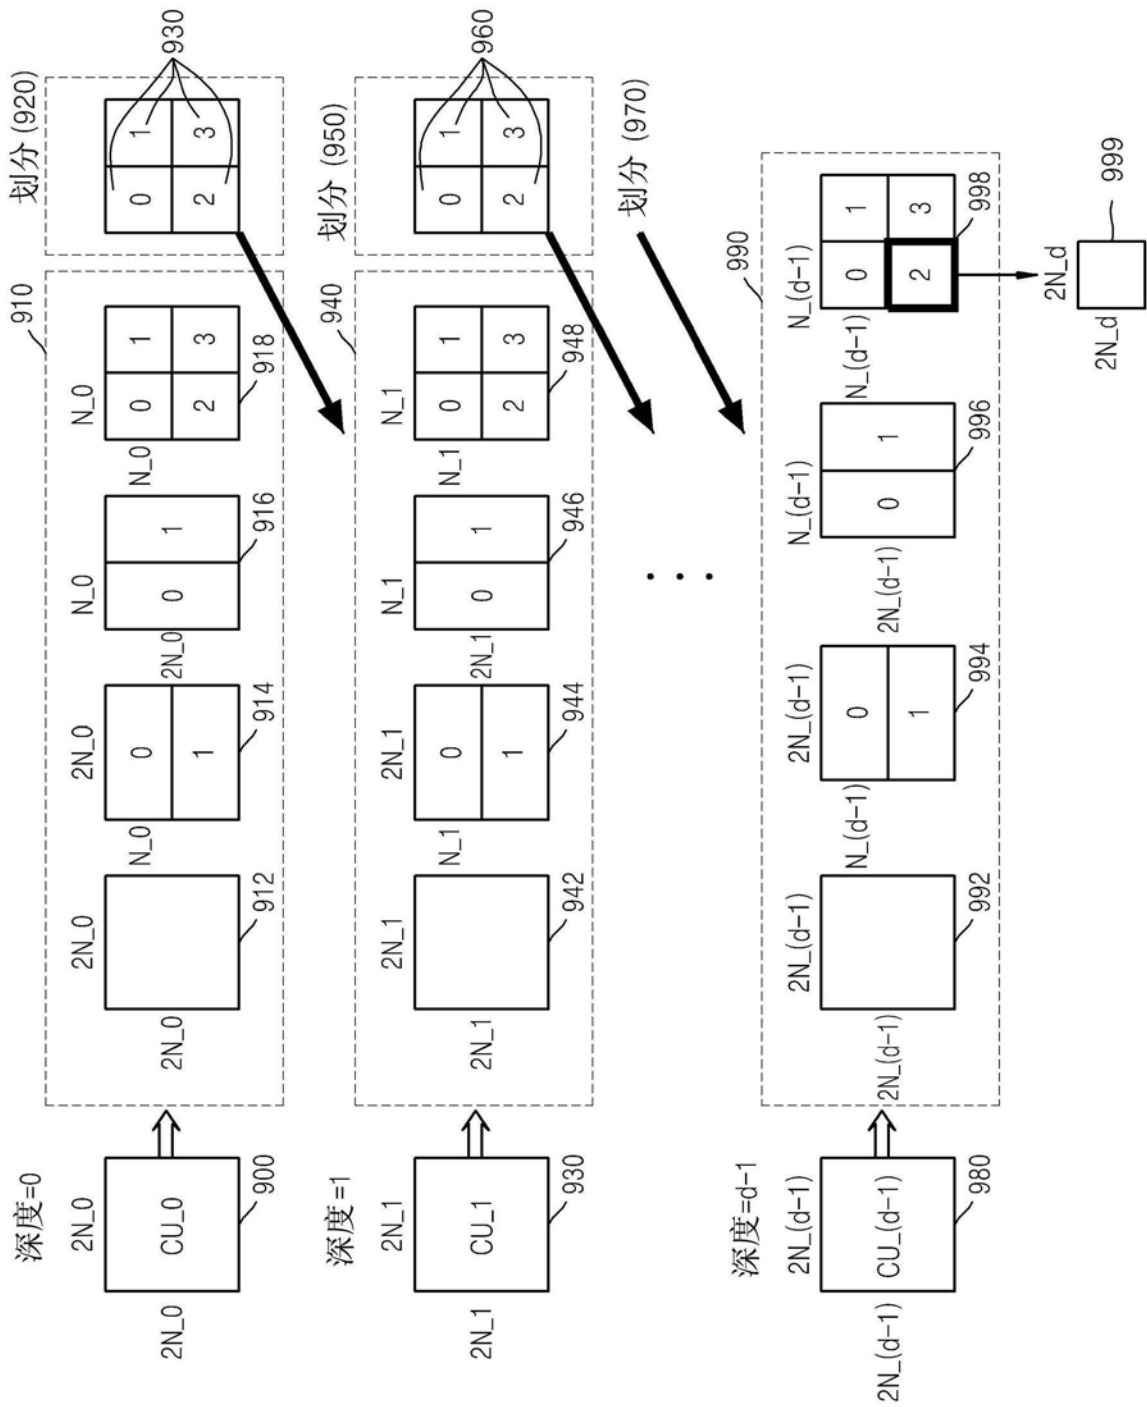 深度=0
2N_0
2N_0
CU_0
900
910
2N_0
2N_0
912
2N_0
N_0
0
1
914
N_0
2N_0
0
1
916
N_0
N_0
0
1
2
3
918
划分 (920)
0
1
2
3
930
深度=1
2N_1
2N_1
CU_1
930
940
2N_1
2N_1
942
2N_1
N_1
0
1
944
N_1
2N_1
0
1
946
N_1
N_1
0
1
2
3
948
划分 (950)
0
1
2
3
960
划分 (970)
深度=d-1
2N_(d-1)
2N_(d-1)
CU_(d-1)
980
990
2N_(d-1)
2N_(d-1)
992
2N_(d-1)
N_(d-1)
0
1
994
N_(d-1)
2N_(d-1)
0
1
996
N_(d-1)
N_(d-1)
0
1
2
3
998
2N_d
2N_d
999